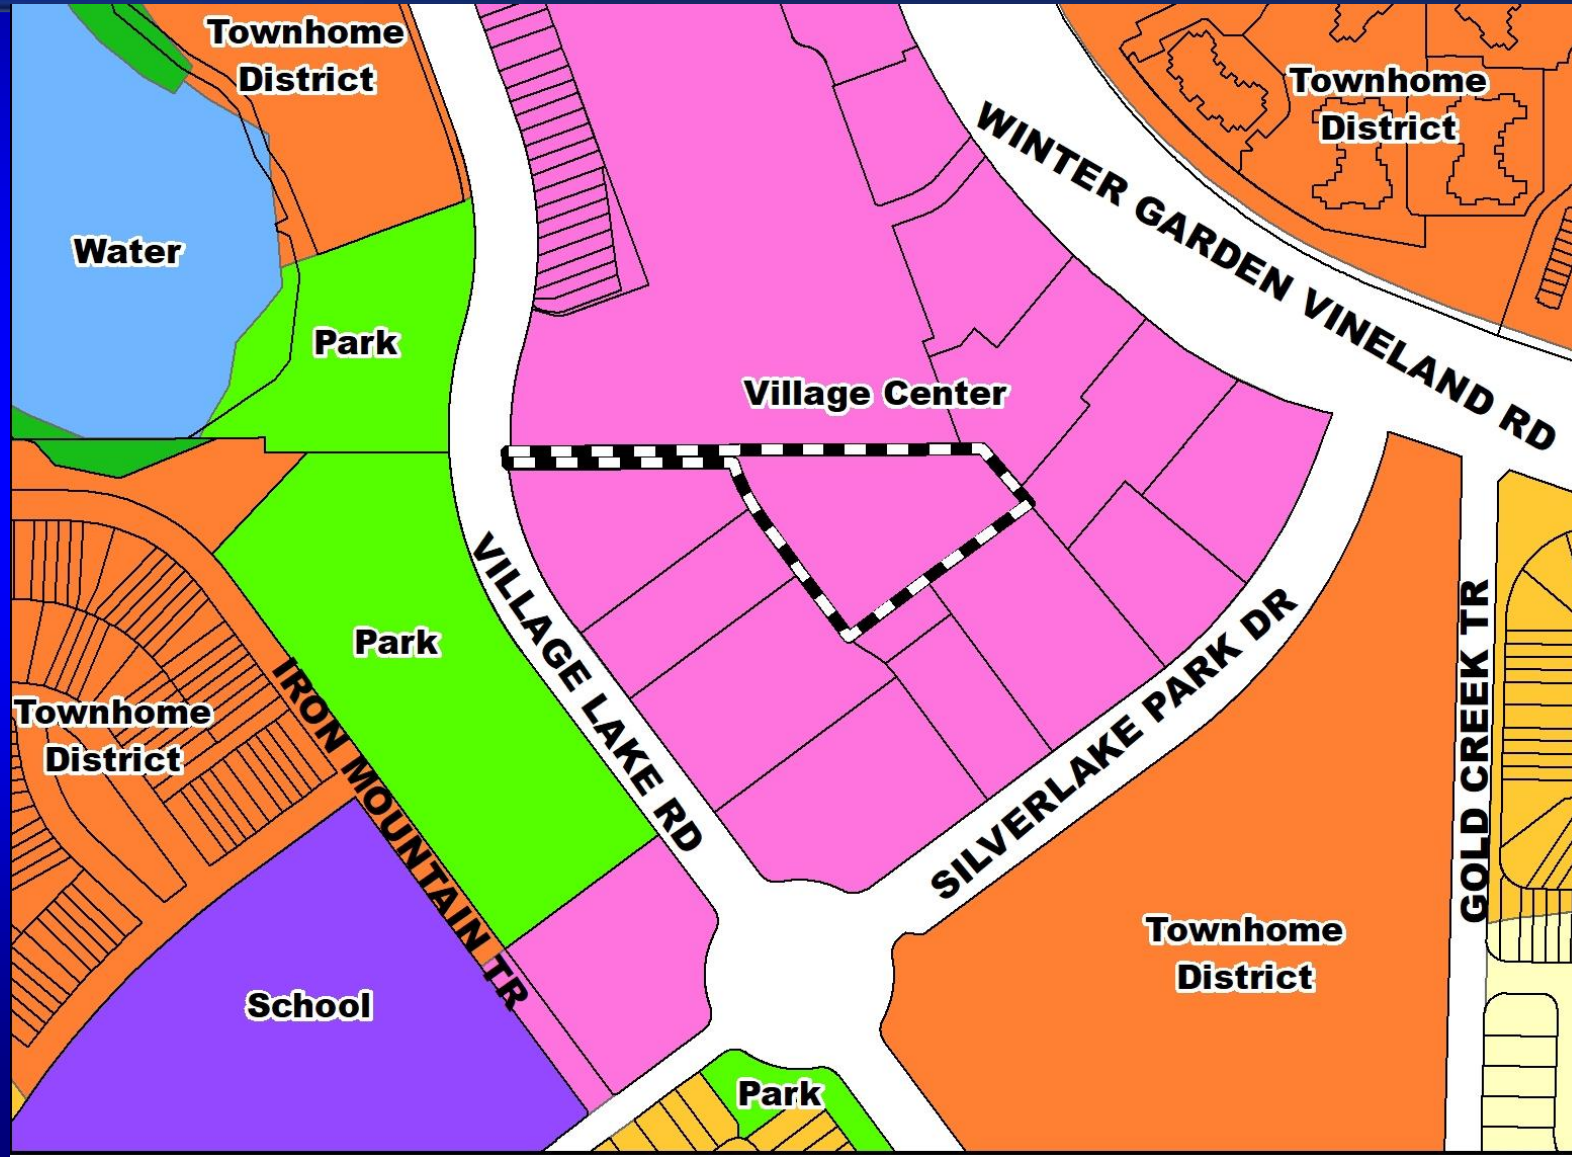 Townhome
District
Townhome
District
WINTER GARDEN VINELAND RD
Water
Park
Village Center
VILLAGE LAKE RD
Park
IRON MOUNTAIN TR
Townhome
District
SILVERLAKE PARK DR
GOLD CREEK TR
Townhome
District
School
Park